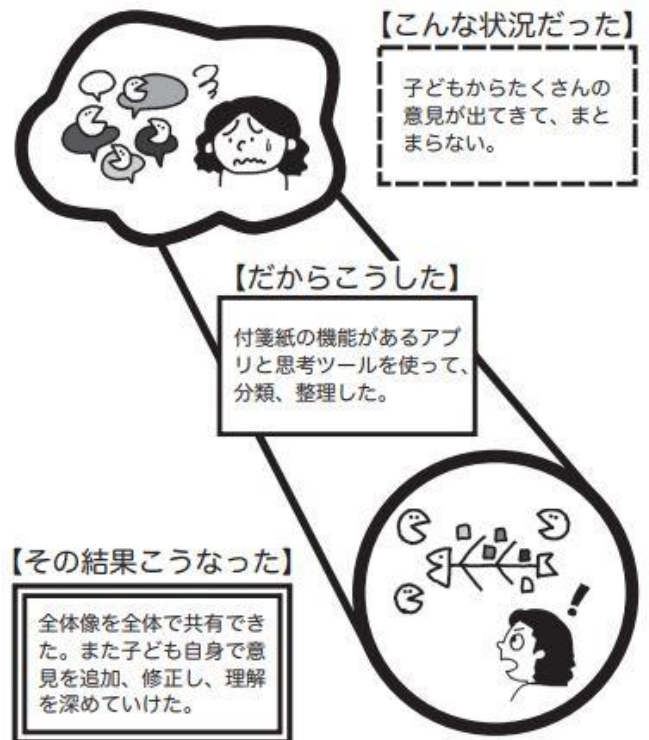 【こんな状況だった】
子どもからたくさんの
意見が出てきて、まと
まらない。
【だからこうした】
付箋紙の機能があるアプ
リと思考ツールを使って、
分類、整理した。
【その結果こうなった】
全体像を全体で共有でき
た。また子ども自身で意
見を追加、修正し、理解
を深めていけた。